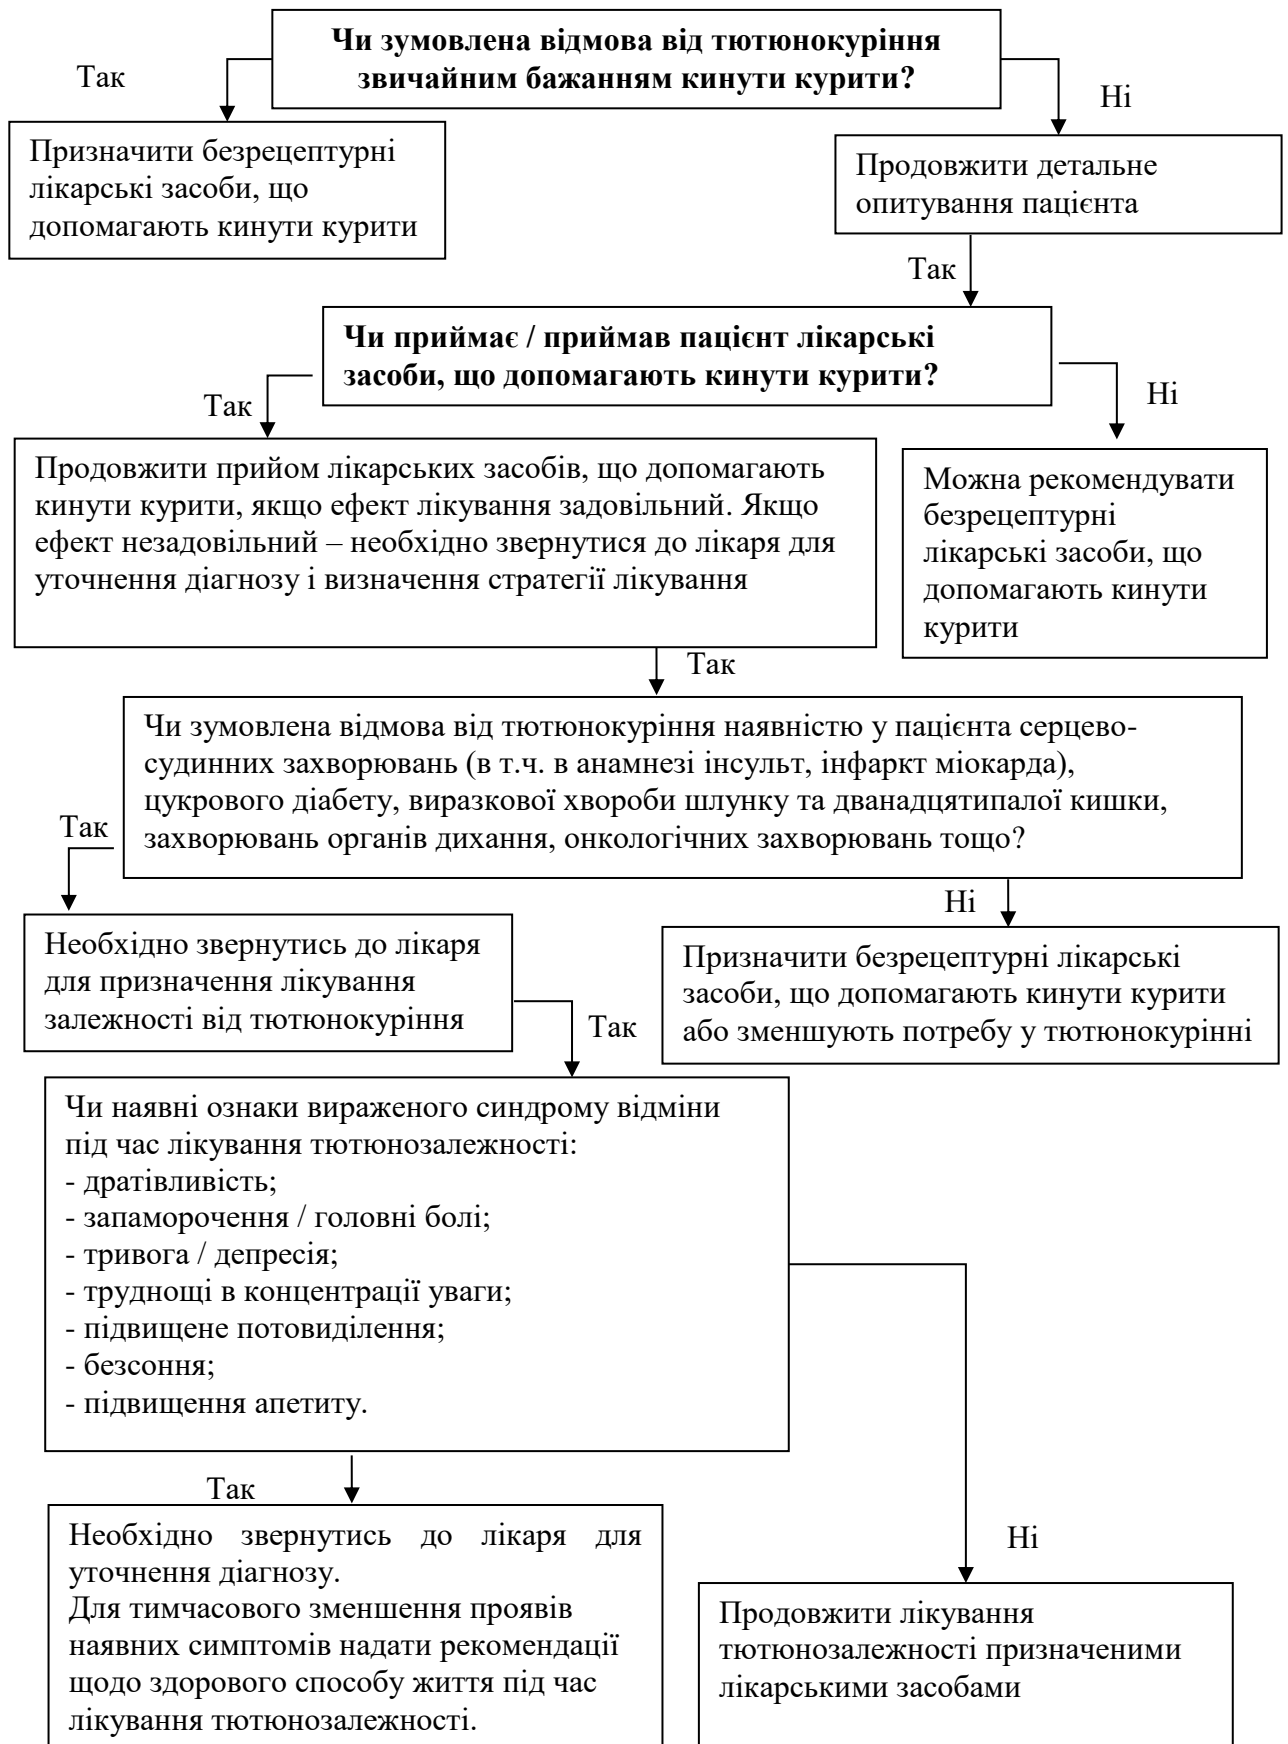 Чи зумовлена відмова від тютюнокуріння
звичайним бажанням кинути курити?
Так
Ні
Призначити безрецептурні
лікарські засоби, що
допомагають кинути курити
Продовжити детальне
опитування пацієнта
Так
Чи приймає / приймав пацієнт лікарські
засоби, що допомагають кинути курити?
Так
Ні
Продовжити прийом лікарських засобів, що допомагають
кинути курити, якщо ефект лікування задовільний. Якщо
ефект незадовільний – необхідно звернутися до лікаря для
уточнення діагнозу і визначення стратегії лікування
Можна рекомендувати
безрецептурні
лікарські засоби, що
допомагають кинути
курити
Так
Чи зумовлена відмова від тютюнокуріння наявністю у пацієнта серцево-
судинних захворювань (в т.ч. в анамнезі інсульт, інфаркт міокарда),
цукрового діабету, виразкової хвороби шлунку та дванадцятипалої кишки,
захворювань органів дихання, онкологічних захворювань тощо?
Так
Ні
Необхідно звернутись до лікаря
для призначення лікування
залежності від тютюнокуріння
Призначити безрецептурні лікарські
засоби, що допомагають кинути курити
або зменшують потребу у тютюнокурінні
Так
Чи наявні ознаки вираженого синдрому відміни
під час лікування тютюнозалежності:
- дратівливість;
- запаморочення / головні болі;
- тривога / депресія;
- труднощі в концентрації уваги;
- підвищене потовиділення;
- безсоння;
- підвищення апетиту.
Так
Ні
Необхідно звернутись до лікаря для
уточнення діагнозу.
Для тимчасового зменшення проявів
наявних симптомів надати рекомендації
щодо здорового способу життя під час
лікування тютюнозалежності.
Продовжити лікування
тютюнозалежності призначеними
лікарськими засобами